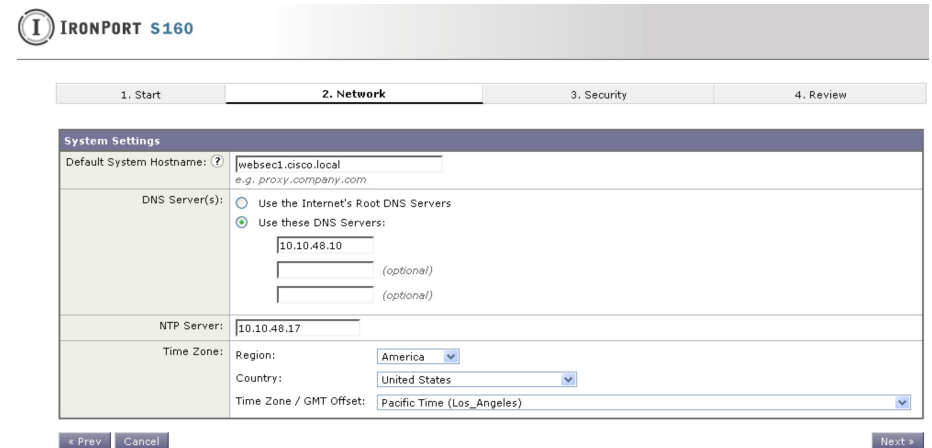 I IRONPORT S160
1. Start 2. Network 3. Security 4. Review
System Settings
Default System Hostname: ? websec1.cisco.local
e.g. proxy.company.com
DNS Server(s): Use the Internet's Root DNS Servers
Use these DNS Servers:
10.10.48.10
(optional)
(optional)
NTP Server: 10.10.48.17
Time Zone: Region: America
Country: United States
Time Zone / GMT Offset: Pacific Time (Los_Angeles)
« Prev Cancel Next »